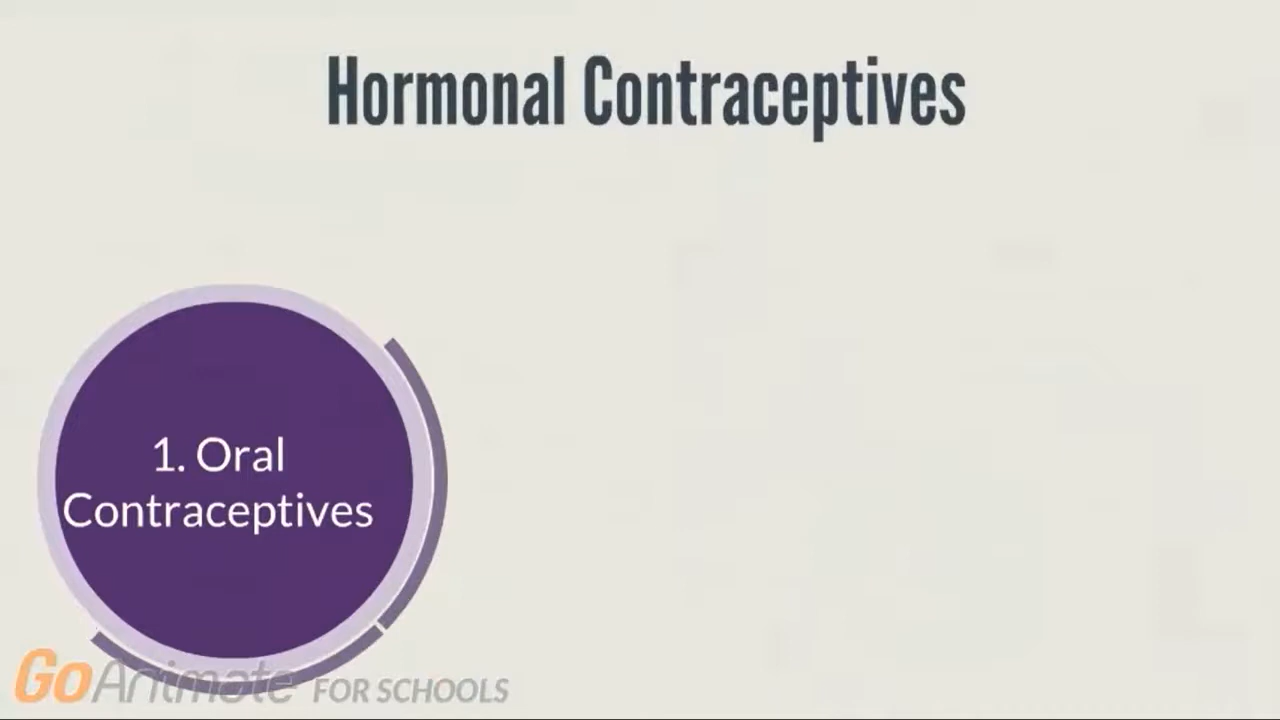 Hormonal Contraceptives
1. Oral
Contraceptives
GoAnimate FOR SCHOOLS